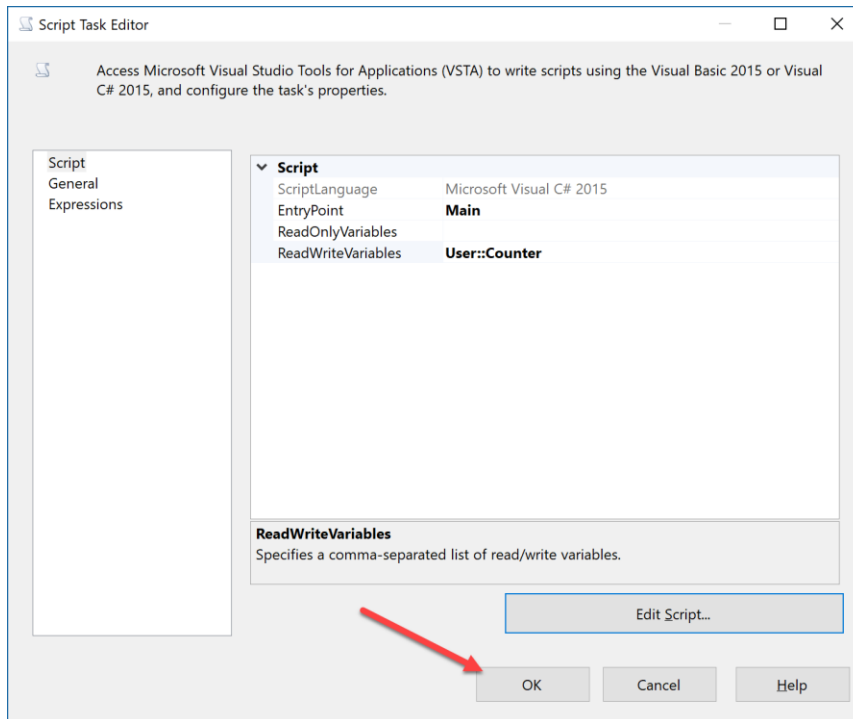 Script Task Editor
Access Microsoft Visual Studio Tools for Applications (VSTA) to write scripts using the Visual Basic 2015 or Visual
C# 2015, and configure the task's properties.
Script
General
Expressions
Script
ScriptLanguage Microsoft Visual C# 2015
EntryPoint Main
ReadOnlyVariables
ReadWriteVariables User::Counter
ReadWriteVariables
Specifies a comma-separated list of read/write variables.
Edit Script...
OK Cancel Help